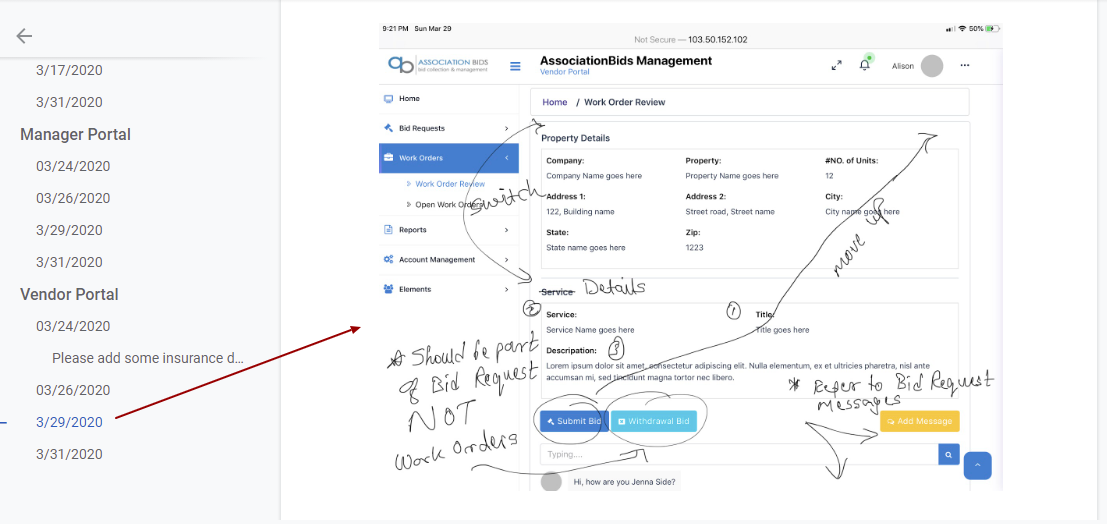 3/17/2020
3/31/2020
Manager Portal
03/24/2020
03/26/2020
3/29/2020
3/31/2020
Vendor Portal
03/24/2020
Please add some insurance d...
03/26/2020
3/29/2020
3/31/2020
9:21 PM Sun Mar 29
50%
Not Secure — 103.50.152.102
ab ASSOCIATION BIDS
bid collection & management
AssociationBids Management
Vendor Portal
Alison
Home
Bid Requests
Work Orders
Work Order Review
Open Work Orders
Reports
Account Management
Elements
Home / Work Order Review
Property Details
Company: Property: #NO. of Units:
Company Name goes here Property Name goes here 12
Address 1: Address 2: City:
122, Building name Street road, Street name City name goes here
State: Zip:
State name goes here 1223
switch
move up
Service Details
2 1
Service: Title:
Service Name goes here Title goes here
Descripation: 3
Lorem ipsum dolor sit amet, consectetur adipiscing elit. Nulla elementum, ex et ultricies pharetra, nisl ante
accumsan mi, sed tincidunt magna tortor nec libero.
* Should be part
of Bid Request
NOT
Work Orders
* Refer to Bid Request
messages
Submit Bid Withdrawal Bid Add Message
Typing....
Hi, how are you Jenna Side?